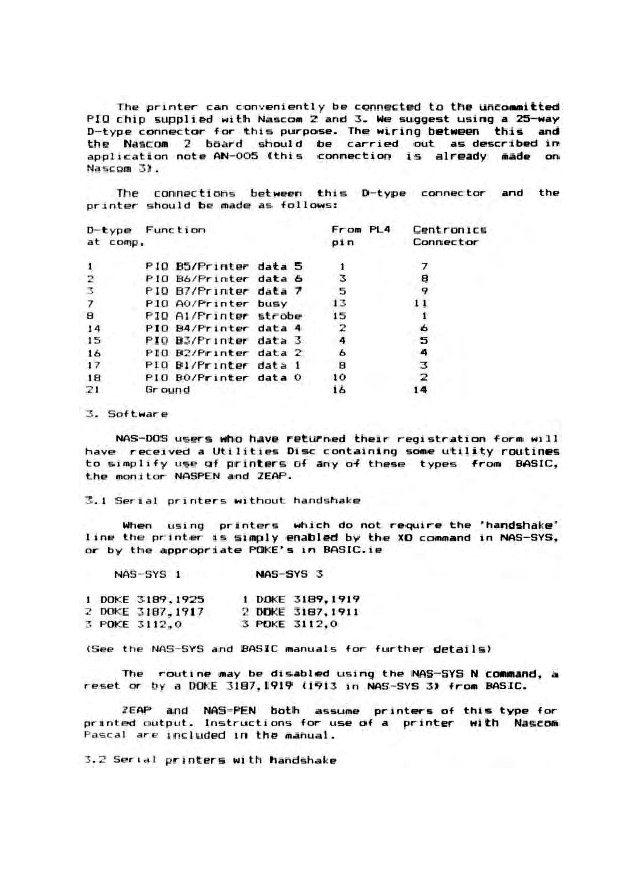 The printer can conveniently be connected to the uncommitted
PIO chip supplied with Nascom 2 and 3. We suggest using a 25-way
D-type connector for this purpose. The wiring between this and
the Nascom 2 board should be carried out as described in
application note AN-005 (this connection is already made on
Nascom 3).
The connections between this D-type connector and the
printer should be made as follows:
D-type Function From PL4 Centronics
at comp. pin Connector
1 PIO B5/Printer data 5 1 7
2 PIO B6/Printer data 6 3 8
3 PIO B7/Printer data 7 5 9
7 PIO A0/Printer busy 13 11
8 PIO A1/Printer strobe 15 1
14 PIO B4/Printer data 4 2 6
15 PIO B3/Printer data 3 4 5
16 PIO B2/Printer data 2 6 4
17 PIO B1/Printer data 1 8 3
18 PIO B0/Printer data 0 10 2
21 Ground 16 14
3. Software
NAS-DOS users who have returned their registration form will
have received a Utilities Disc containing some utility routines
to simplify use of printers of any of these types from BASIC,
the monitor NASPEN and ZEAP.
3.1 Serial printers without handshake
When using printers which do not require the 'handshake'
line the printer is simply enabled by the X0 command in NAS-SYS,
or by the appropriate POKE's in BASIC.ie
NAS-SYS 1 NAS-SYS 3
1 DOKE 3189,1925 1 DOKE 3189,1919
2 DOKE 3187,1917 2 DOKE 3187,1911
3 POKE 3112,0 3 POKE 3112,0
(See the NAS-SYS and BASIC manuals for further details)
The routine may be disabled using the NAS-SYS N command, a
reset or by a DOKE 3187,1919 (1913 in NAS-SYS 3) from BASIC.
ZEAP and NAS-PEN both assume printers of this type for
printed output. Instructions for use of a printer with Nascom
Pascal are included in the manual.
3.2 Serial printers with handshake